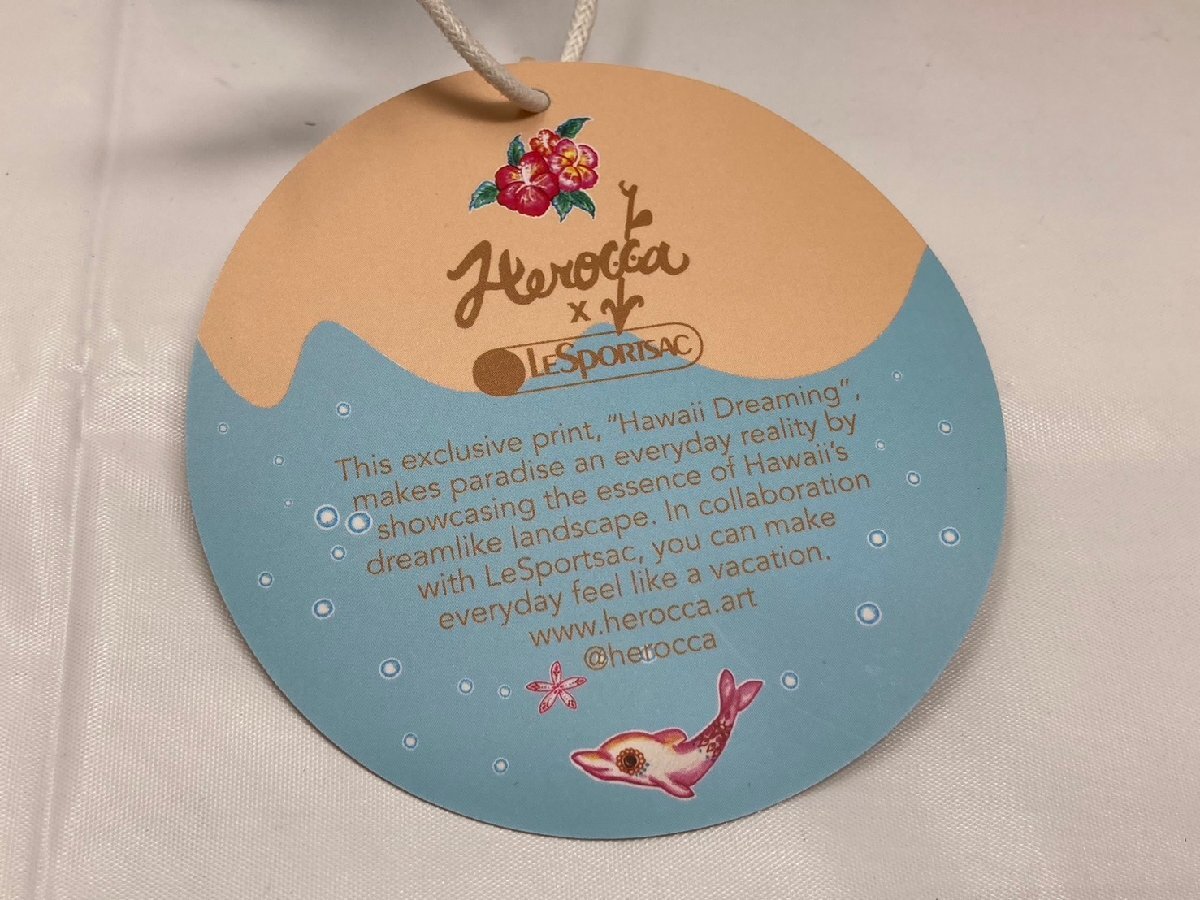 Herocca
x
LeSportsac
This exclusive print, "Hawaii Dreaming",
makes paradise an everyday reality by
showcasing the essence of Hawaii's
dreamlike landscape. In collaboration
with LeSportsac, you can make
everyday feel like a vacation.
www.herocca.art
@herocca